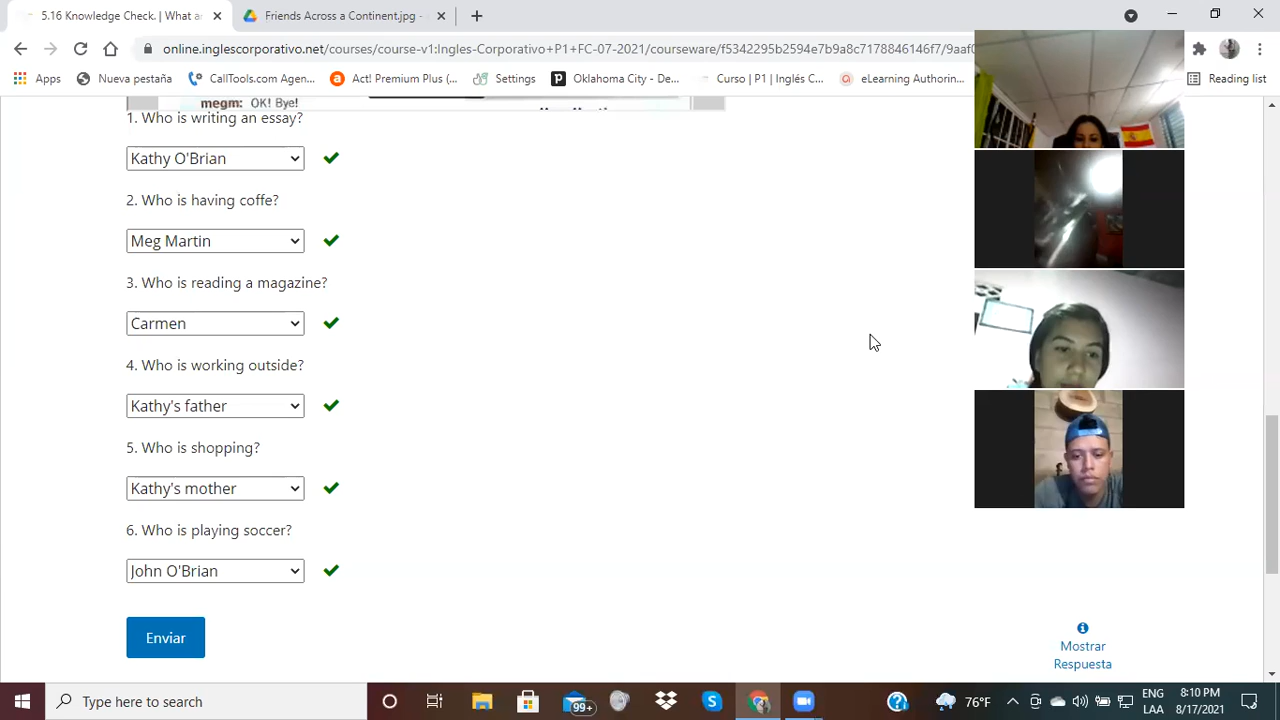 5.16 Knowledge Check. | What a
Friends Across a Continent.jpg -
online.inglescorporativo.net/courses/course-v1:Ingles-Corporativo+P1+FC-07-2021/courseware/f5342295b2594e7b9a8c7178846146f7/9aaf0
Apps
Nueva pestaña
CallTools.com Agen...
Act! Premium Plus (...
Settings
Oklahoma City - De...
Curso | P1 | Inglés C...
eLearning Authorin...
Reading list
megm: OK! Bye!
1. Who is writing an essay?
Kathy O'Brian
2. Who is having coffe?
Meg Martin
3. Who is reading a magazine?
Carmen
4. Who is working outside?
Kathy's father
5. Who is shopping?
Kathy's mother
6. Who is playing soccer?
John O'Brian
Enviar
Mostrar
Respuesta
Type here to search
99+
76°F
ENG
LAA
8:10 PM
8/17/2021